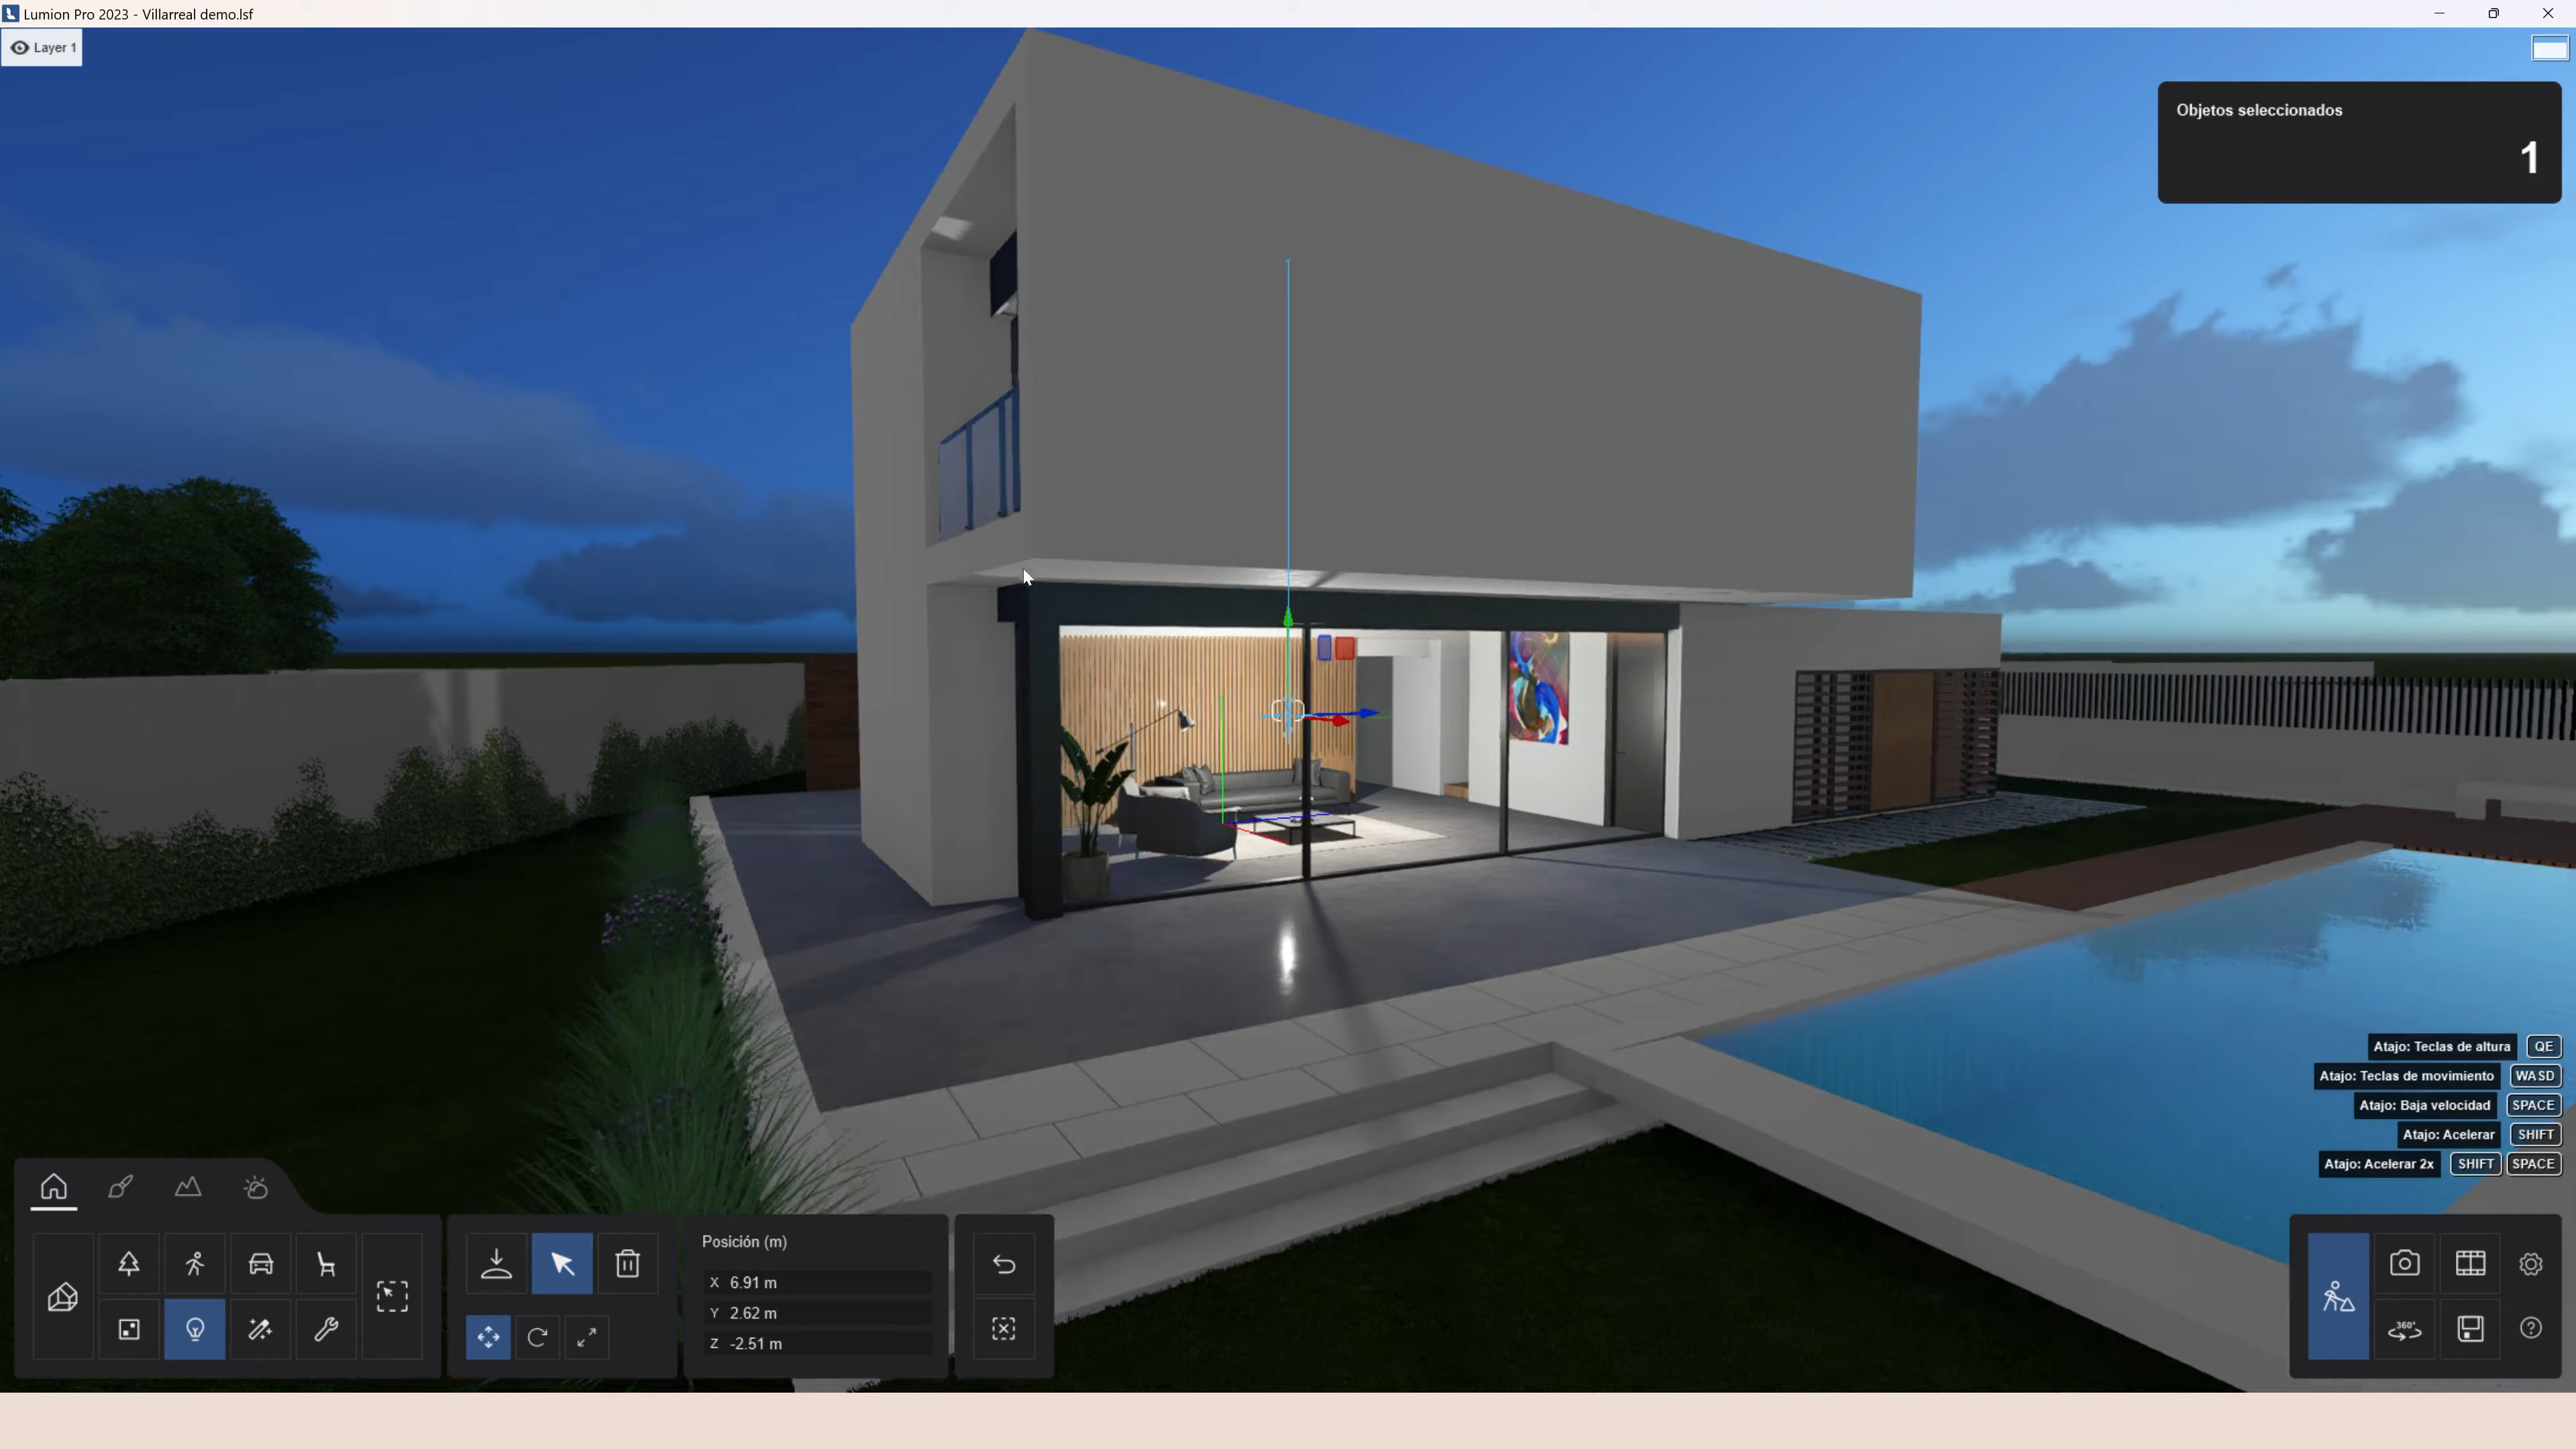 Lumion Pro 2023 - Villarreal demo.lsf
Layer 1
Objetos seleccionados
1
Atajo: Teclas de altura QE
Atajo: Teclas de movimiento WASD
Atajo: Baja velocidad SPACE
Atajo: Acelerar SHIFT
Atajo: Acelerar 2x SHIFT SPACE
Posición (m)
X 6.91 m
Y 2.62 m
Z -2.51 m
360°
?